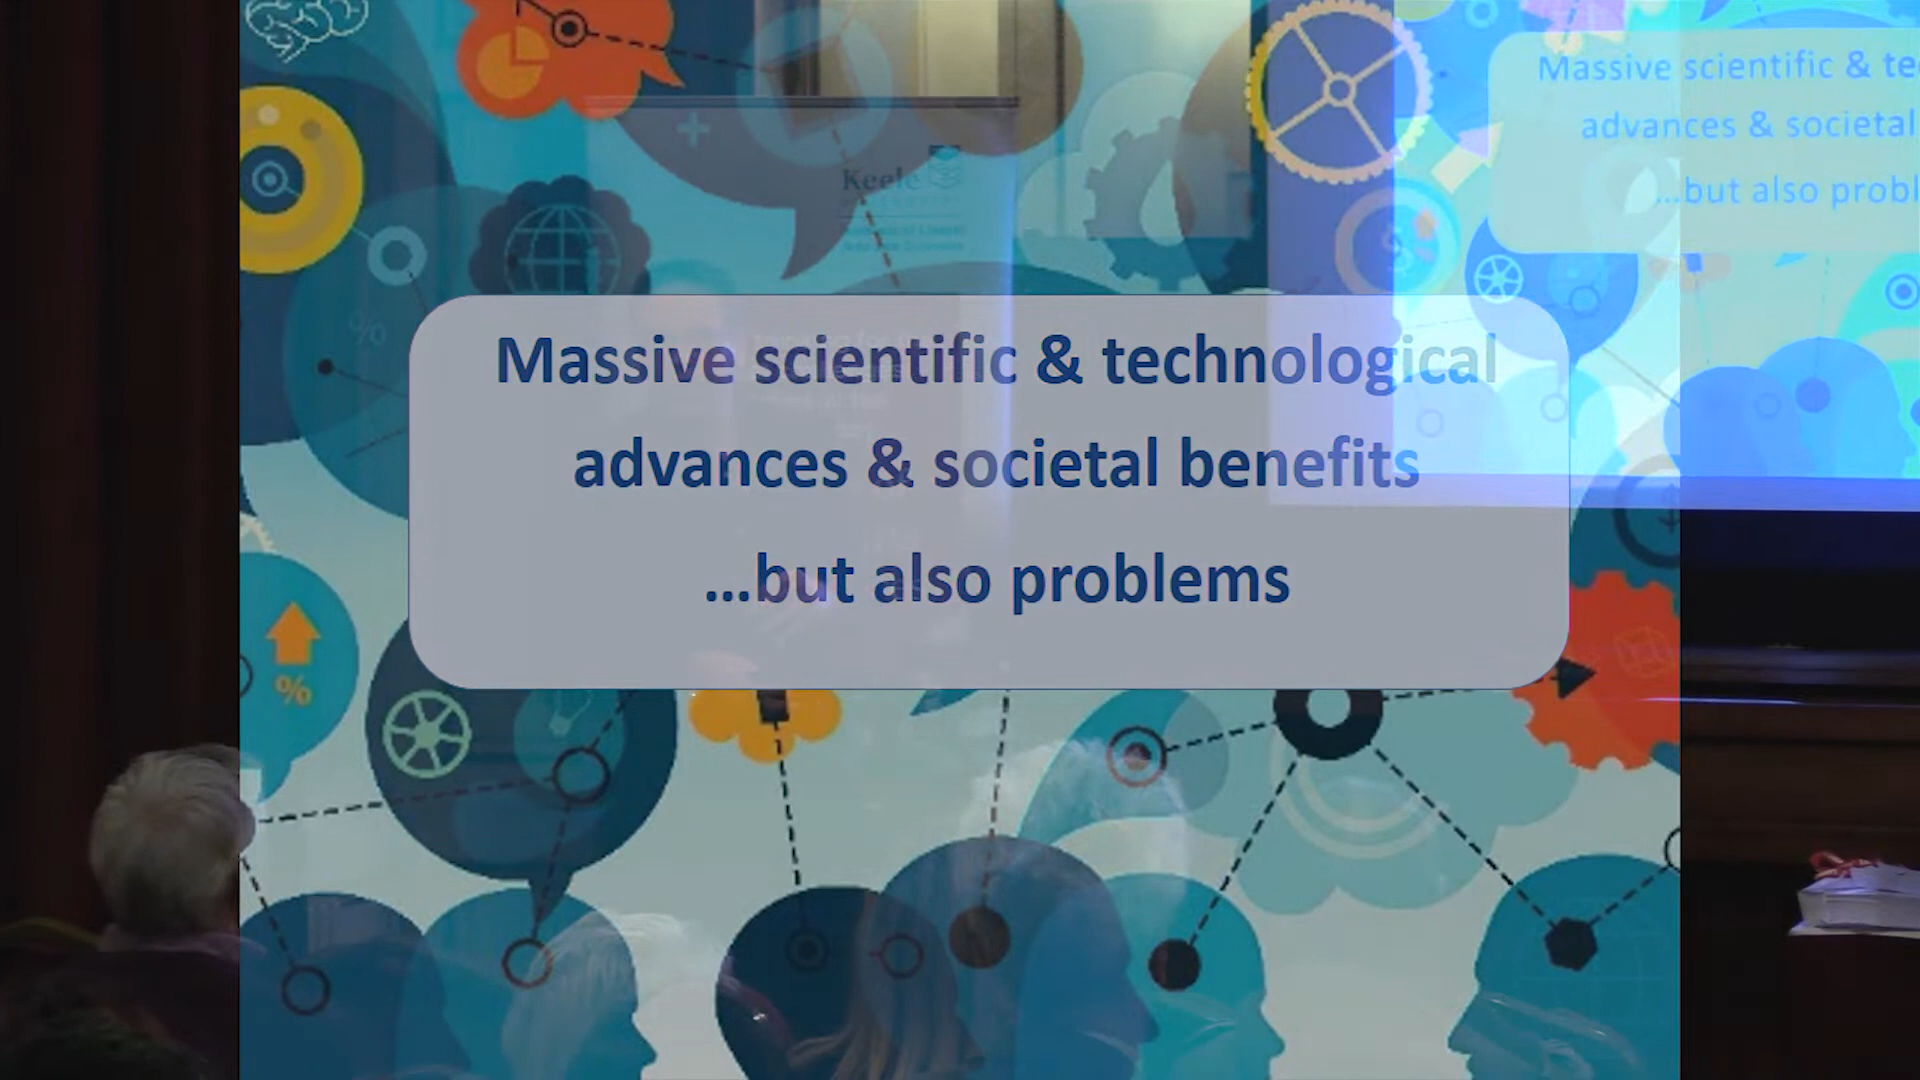 Massive scientific & te
advances & societal
...but also probl
Keele
Massive scientific & technological
advances & societal benefits
...but also problems
%
%